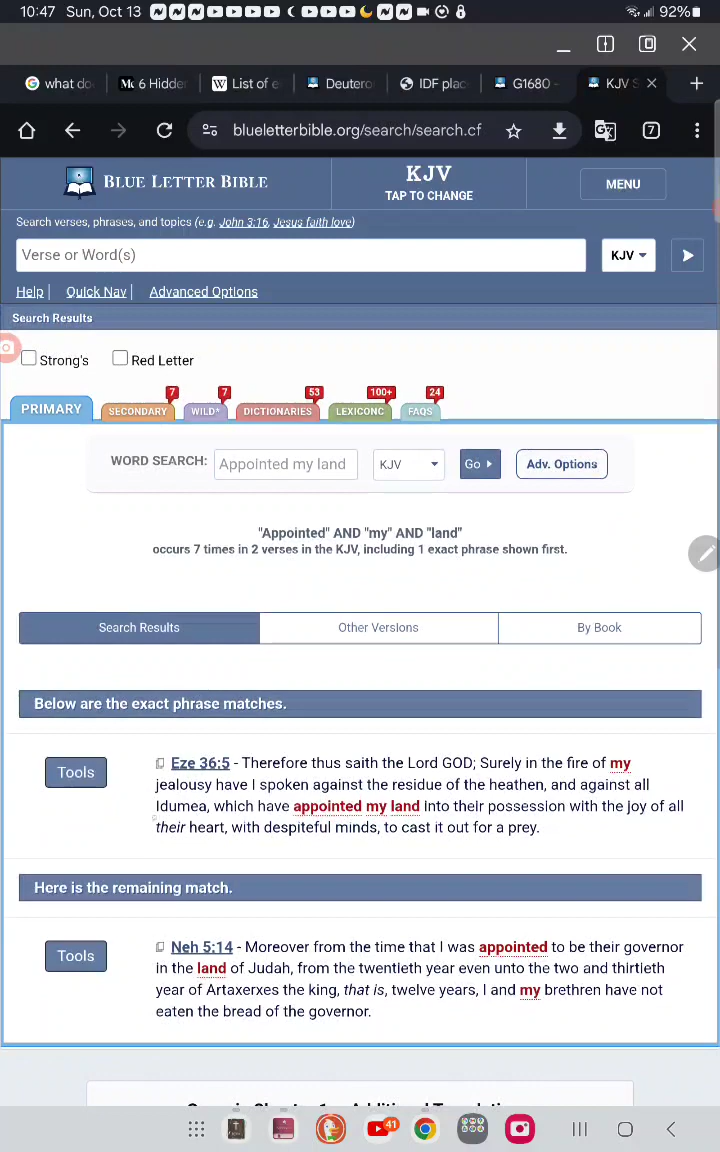 10:47 Sun, Oct 13 92%
what do Me 6 Hidder W List of e Deutero IDF plac G1680 - KJV S
blueletterbible.org/search/search.cf 7
BLUE LETTER BIBLE KJV MENU
TAP TO CHANGE
Search verses, phrases, and topics (e.g. John 3:16, Jesus faith love)
Verse or Word(s) KJV
Help| Quick Nav| Advanced Options
Search Results
Strong's Red Letter
7 7 53 100+ 24
PRIMARY SECONDARY WILD* DICTIONARIES LEXICONC FAQS
WORD SEARCH: Appointed my land KJV Go Adv. Options
"Appointed" AND "my" AND "land"
occurs 7 times in 2 verses in the KJV, including 1 exact phrase shown first.
Search Results Other Versions By Book
Below are the exact phrase matches.
Tools Eze 36:5 - Therefore thus saith the Lord GOD; Surely in the fire of my
jealousy have I spoken against the residue of the heathen, and against all
Idumea, which have appointed my land into their possession with the joy of all
their heart, with despiteful minds, to cast it out for a prey.
Here is the remaining match.
Tools Neh 5:14 - Moreover from the time that I was appointed to be their governor
in the land of Judah, from the twentieth year even unto the two and thirtieth
year of Artaxerxes the king, that is, twelve years, I and my brethren have not
eaten the bread of the governor.
41